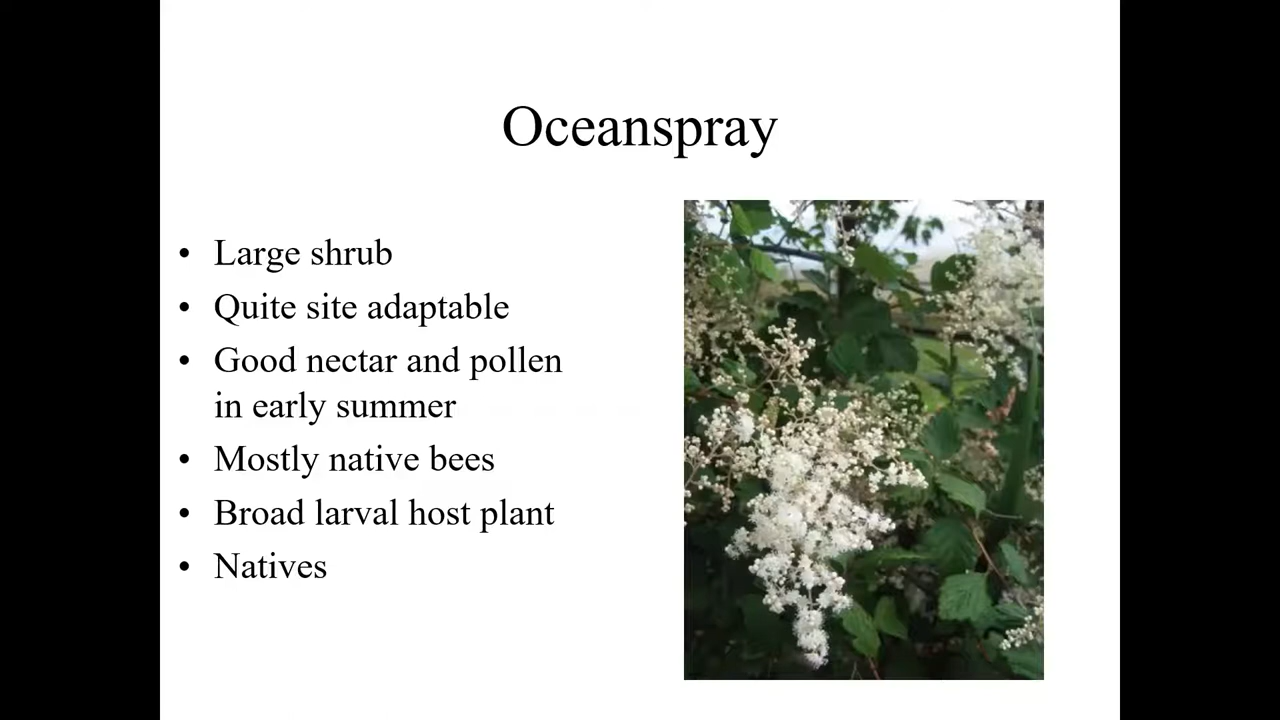 Oceanspray
• Large shrub
• Quite site adaptable
• Good nectar and pollen
in early summer
• Mostly native bees
• Broad larval host plant
• Natives